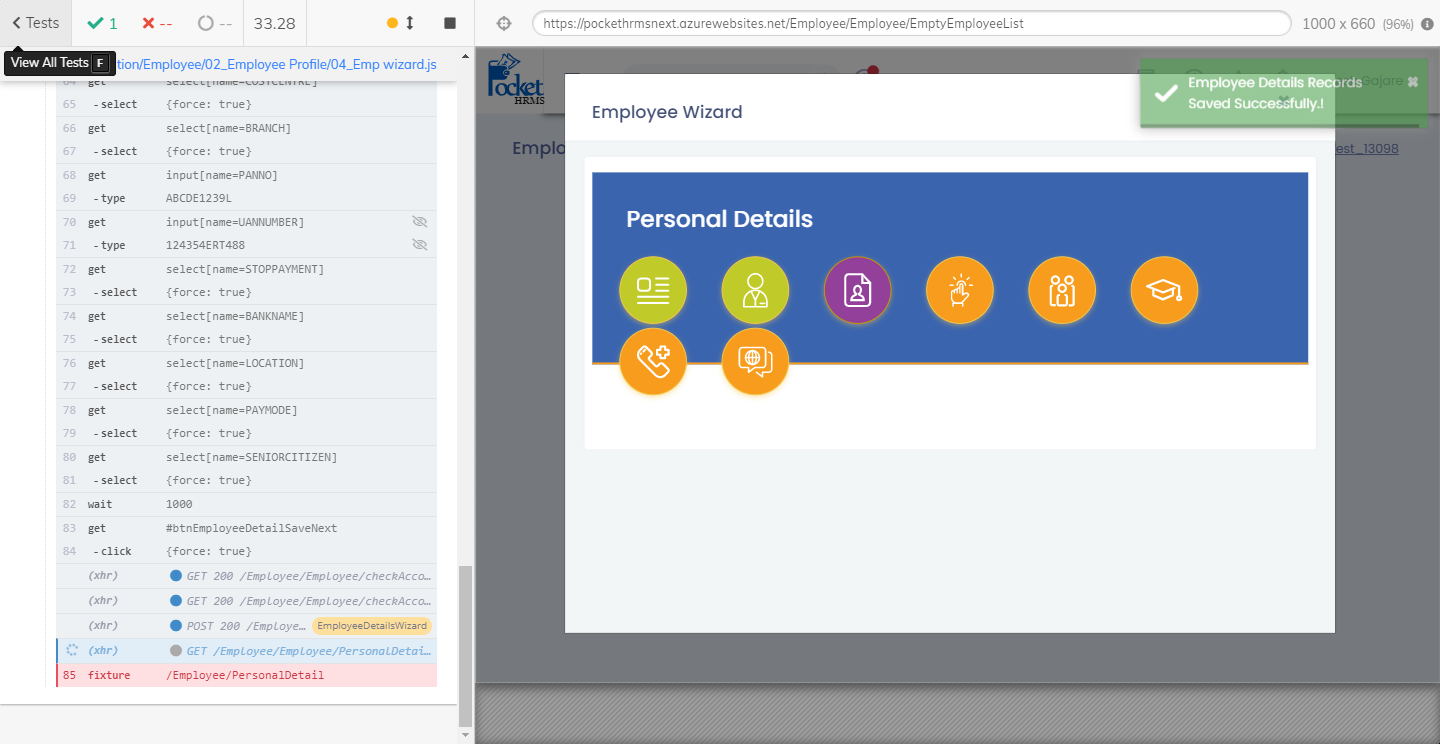 Tests
1
--
--
33.28
https://pockethrmsnext.azurewebsites.net/Employee/Employee/EmptyEmployeeList
1000 x 660 (96%)
View All Tests F
tion/Employee/02_Employee Profile/04_Emp wizard.js
64 get select[name=COSTCENTRE]
65 -select {force: true}
66 get select[name=BRANCH]
67 -select {force: true}
68 get input[name=PANNO]
69 -type ABCDE1239L
70 get input[name=UANNUMBER]
71 -type 124354ERT488
72 get select[name=STOPPAYMENT]
73 -select {force: true}
74 get select[name=BANKNAME]
75 -select {force: true}
76 get select[name=LOCATION]
77 -select {force: true}
78 get select[name=PAYMODE]
79 -select {force: true}
80 get select[name=SENIORCITIZEN]
81 -select {force: true}
82 wait 1000
83 get #btnEmployeeDetailSaveNext
84 -click {force: true}
(xhr) GET 200 /Employee/Employee/checkAcco...
(xhr) GET 200 /Employee/Employee/checkAcco...
(xhr) POST 200 /Employe... EmployeeDetailsWizard
(xhr) GET /Employee/Employee/PersonalDetai...
85 fixture /Employee/PersonalDetail
Pocket
HRMS
Employee Wizard
Employee Details Records
Saved Successfully.!
Gajare
Emplo
est_13098
Personal Details